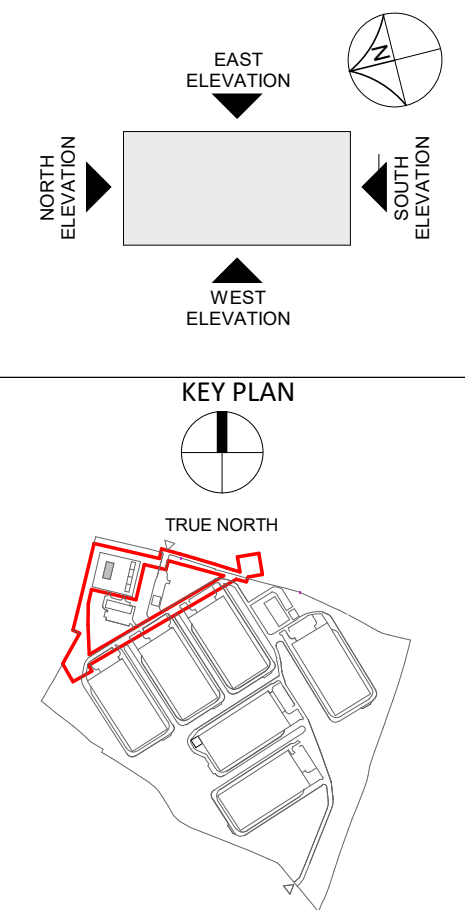 N
EAST
ELEVATION
NORTH
ELEVATION
SOUTH
ELEVATION
WEST
ELEVATION
KEY PLAN
TRUE NORTH